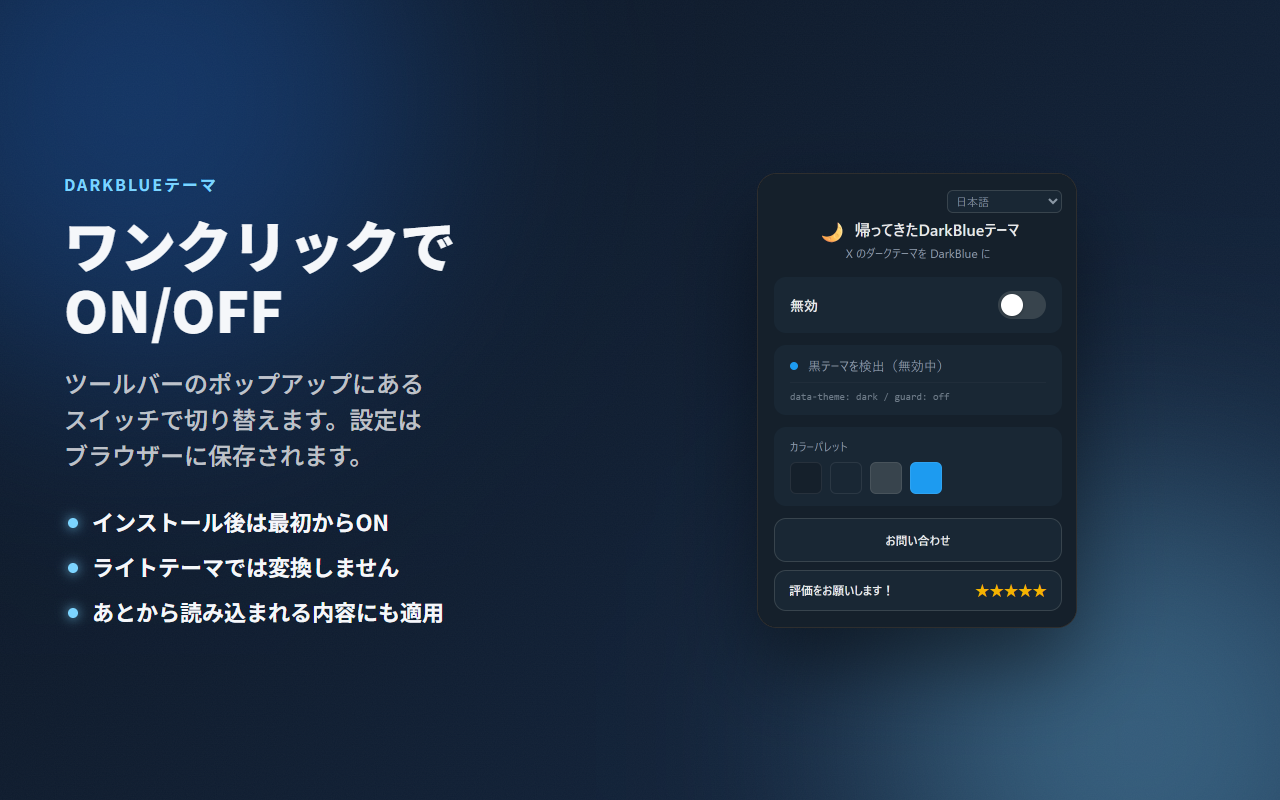 DARKBLUEテーマ
ワンクリックで
ON/OFF
ツールバーのポップアップにある
スイッチで切り替えます。設定は
ブラウザーに保存されます。
インストール後は最初からON
ライトテーマでは変換しません
あとから読み込まれる内容にも適用
日本語
🌙 帰ってきたDarkBlueテーマ
X のダークテーマを DarkBlue に
無効
黒テーマを検出（無効中）
data-theme: dark / guard: off
カラーパレット
お問い合わせ
評価をお願いします！ ★★★★★